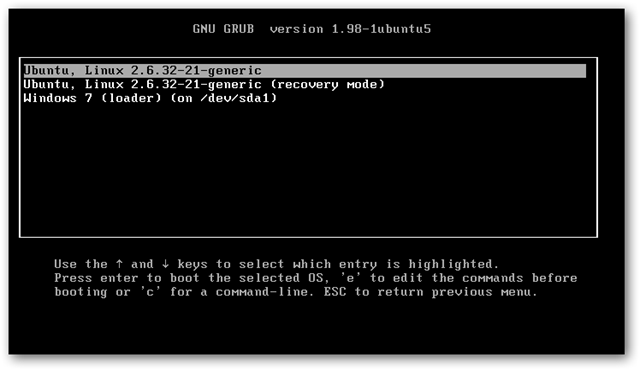 GNU GRUB  version 1.98-1ubuntu5
Ubuntu, Linux 2.6.32-21-generic
Ubuntu, Linux 2.6.32-21-generic (recovery mode)
Windows 7 (loader) (on /dev/sda1)
Use the ↑ and ↓ keys to select which entry is highlighted.
Press enter to boot the selected OS, 'e' to edit the commands before
booting or 'c' for a command-line. ESC to return previous menu.